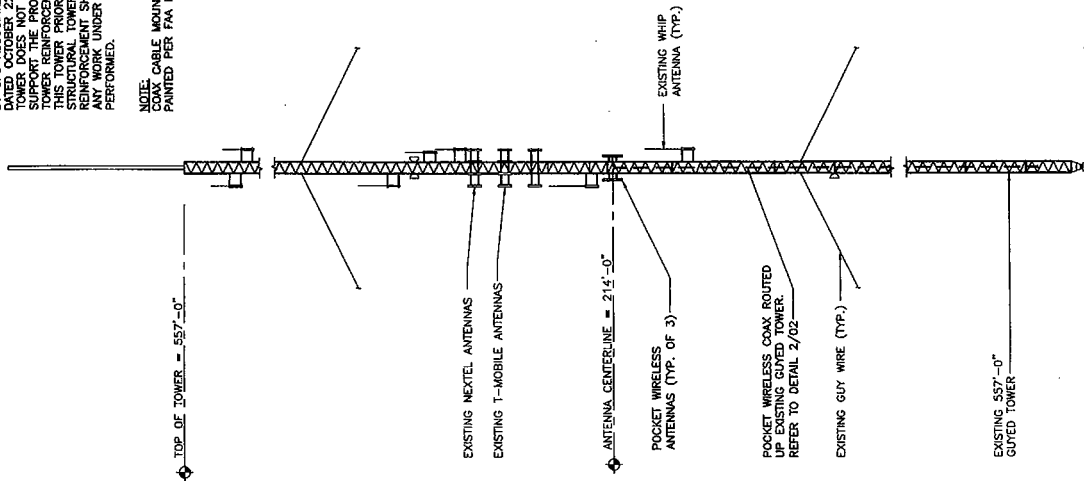 DATED OCTOBER 2
TOWER DOES NOT
SUPPORT THE PRO
TOWER REINFORCE
THIS TOWER PRIOR
STRUCTURAL TOWER
REINFORCEMENT SH
ANY WORK UNDER
PERFORMED.
NOTE:
COAX CABLE MOUN
PAINTED PER FAA
TOP OF TOWER = 557'-0"
EXISTING NEXTEL ANTENNAS
EXISTING T-MOBILE ANTENNAS
EXISTING WHIP
ANTENNA (TYP.)
ANTENNA CENTERLINE = 214'-0"
POCKET WIRELESS
ANTENNAS (TYP. OF 3)
POCKET WIRELESS COAX ROUTED
UP EXISTING GUYED TOWER.
REFER TO DETAIL 2/02
EXISTING GUY WIRE (TYP.)
EXISTING 557'-0"
GUYED TOWER